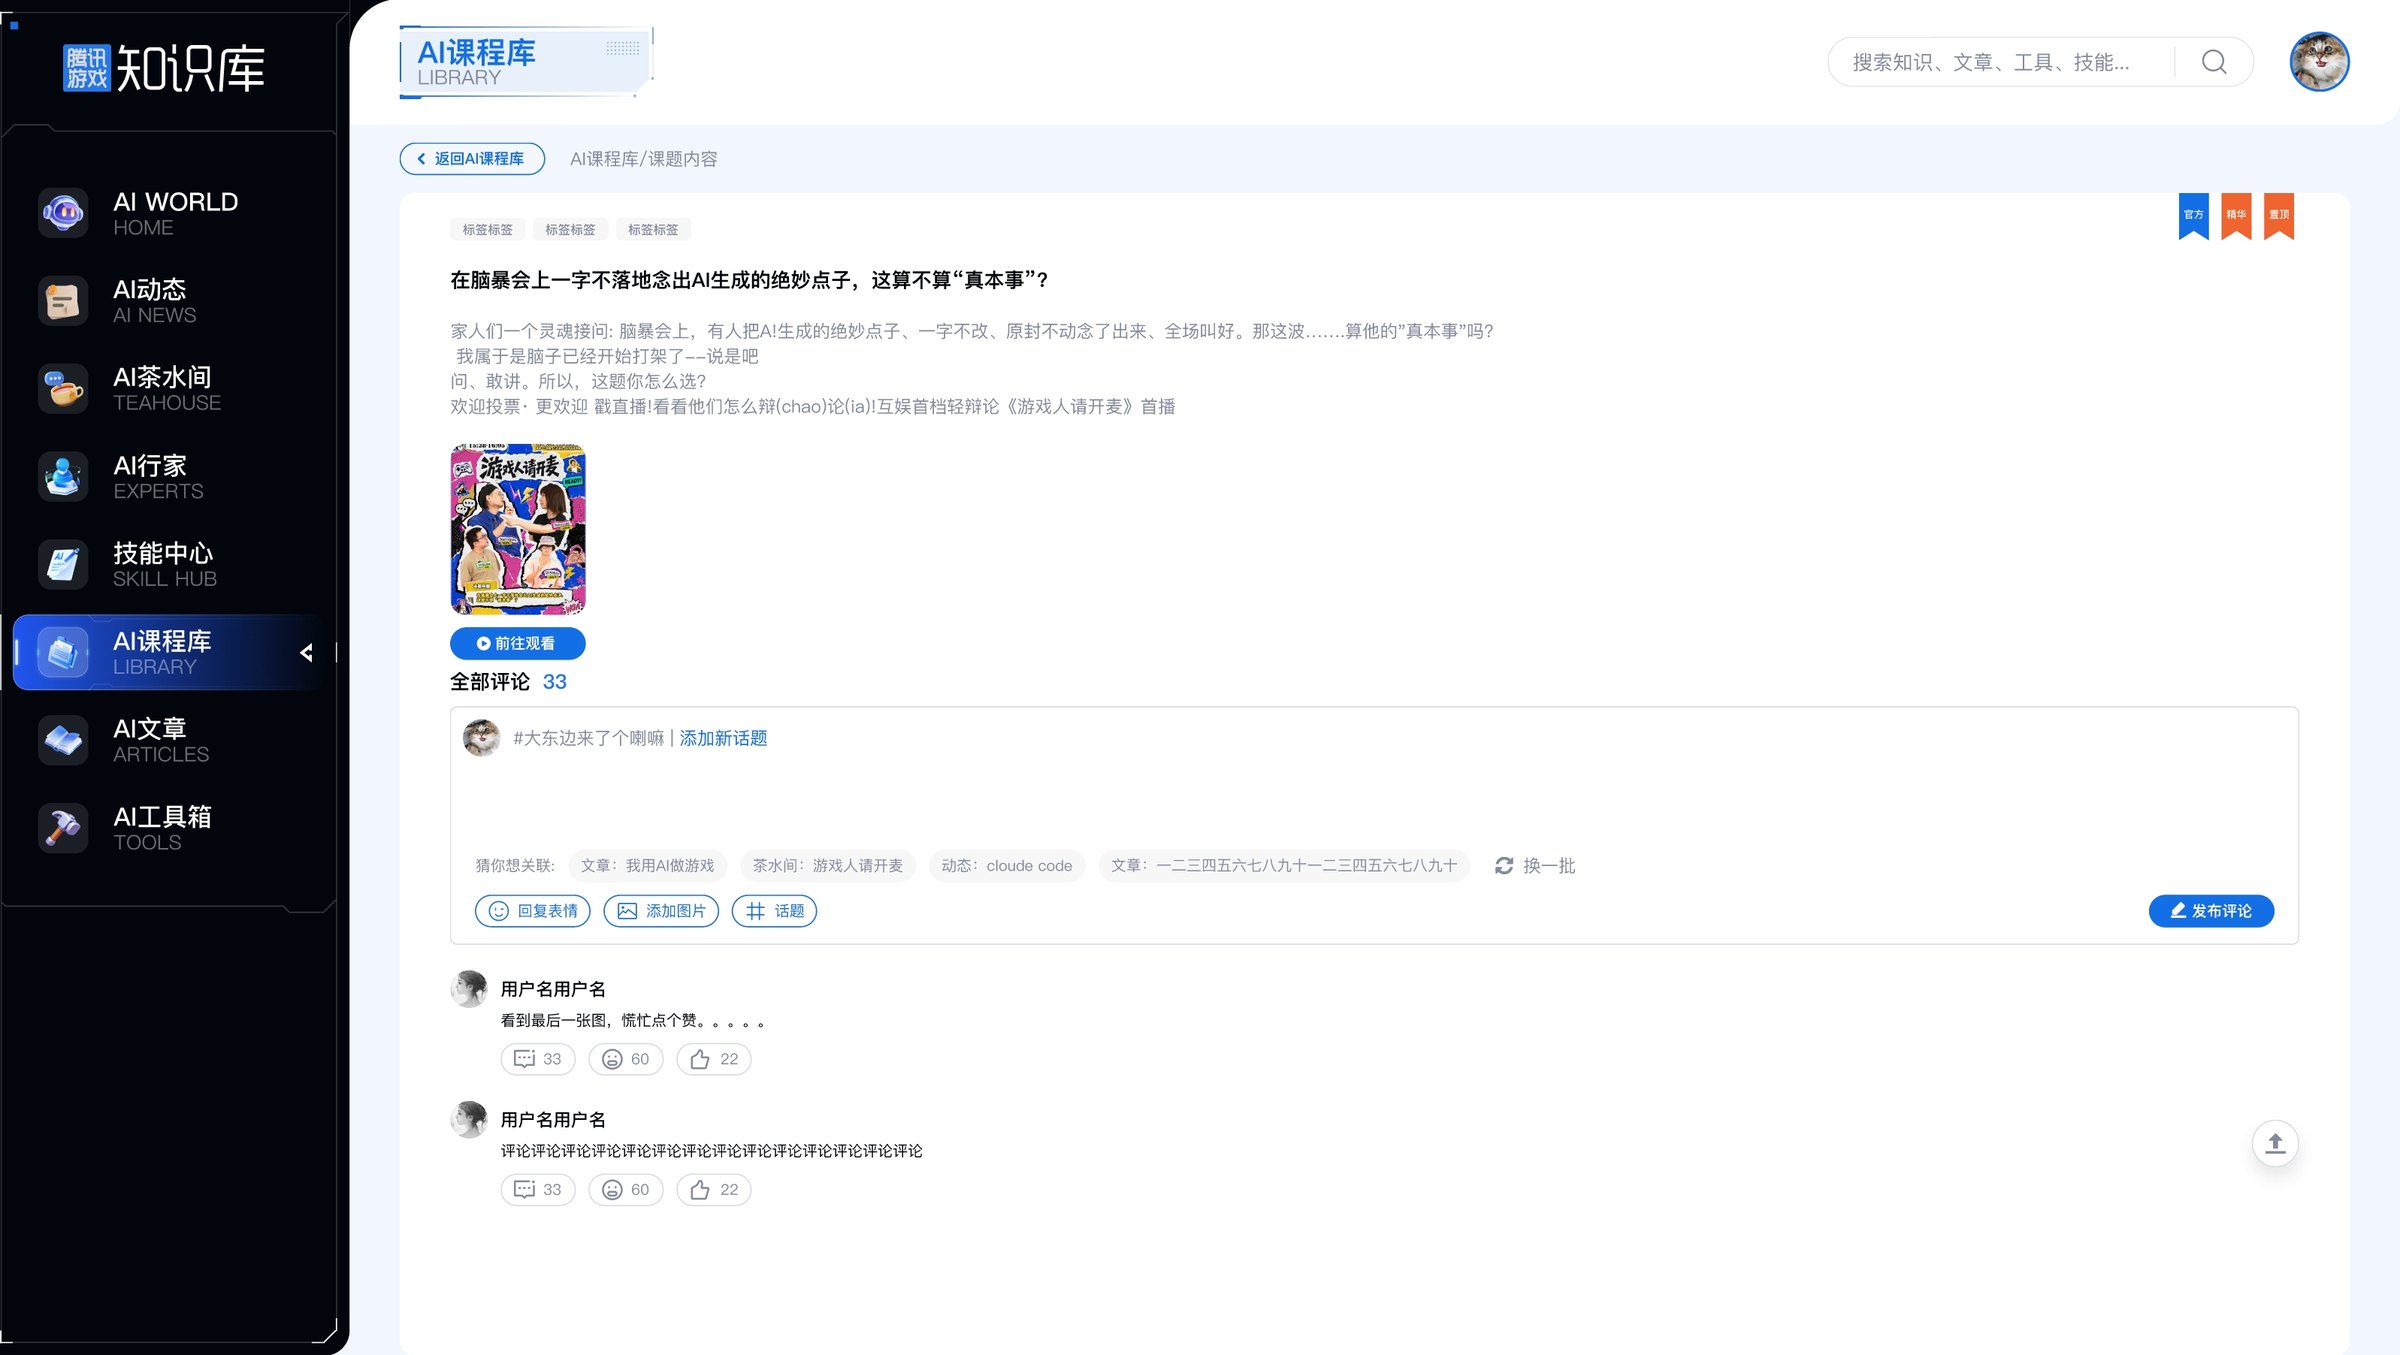 腾讯游戏 知识库
AI WORLD
HOME
AI动态
AI NEWS
AI茶水间
TEAHOUSE
AI行家
EXPERTS
技能中心
SKILL HUB
AI课程库
LIBRARY
AI文章
ARTICLES
AI工具箱
TOOLS
AI课程库
LIBRARY
搜索知识、文章、工具、技能...
返回AI课程库 AI课程库/课题内容
标签标签 标签标签 标签标签
官方 精华 置顶
在脑暴会上一字不落地念出AI生成的绝妙点子，这算不算“真本事”？
家人们一个灵魂接问: 脑暴会上，有人把A!生成的绝妙点子、一字不改、原封不动念了出来、全场叫好。那这波.......算他的”真本事”吗？
我属于是脑子已经开始打架了--说是吧
问、敢讲。所以，这题你怎么选？
欢迎投票· 更欢迎 戳直播!看看他们怎么辩(chao)论(ia)!互娱首档轻辩论《游戏人请开麦》首播
游戏人请开麦
READY!
前往观看
全部评论 33
#大东边来了个喇嘛 | 添加新话题
猜你想关联: 文章：我用AI做游戏 茶水间：游戏人请开麦 动态：cloude code 文章：一二三四五六七八九十一二三四五六七八九十 换一批
回复表情 添加图片 话题 发布评论
用户名用户名
看到最后一张图，慌忙点个赞。。。。。
33 60 22
用户名用户名
评论评论评论评论评论评论评论评论评论评论评论评论评论评论
33 60 22